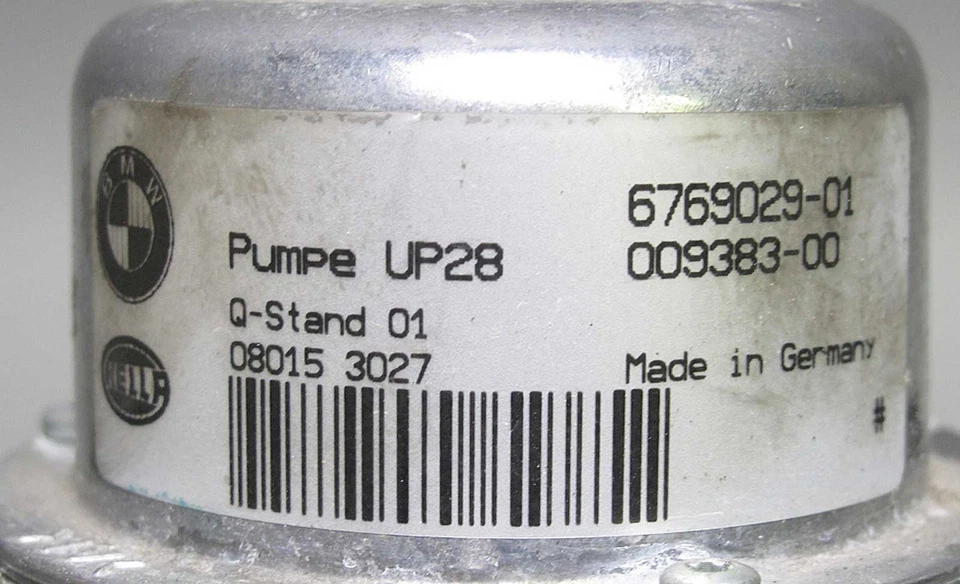 BMW
HELLA
Pumpe UP28
Q-Stand 01
08015 3027
6769029-01
009383-00
Made in Germany
#